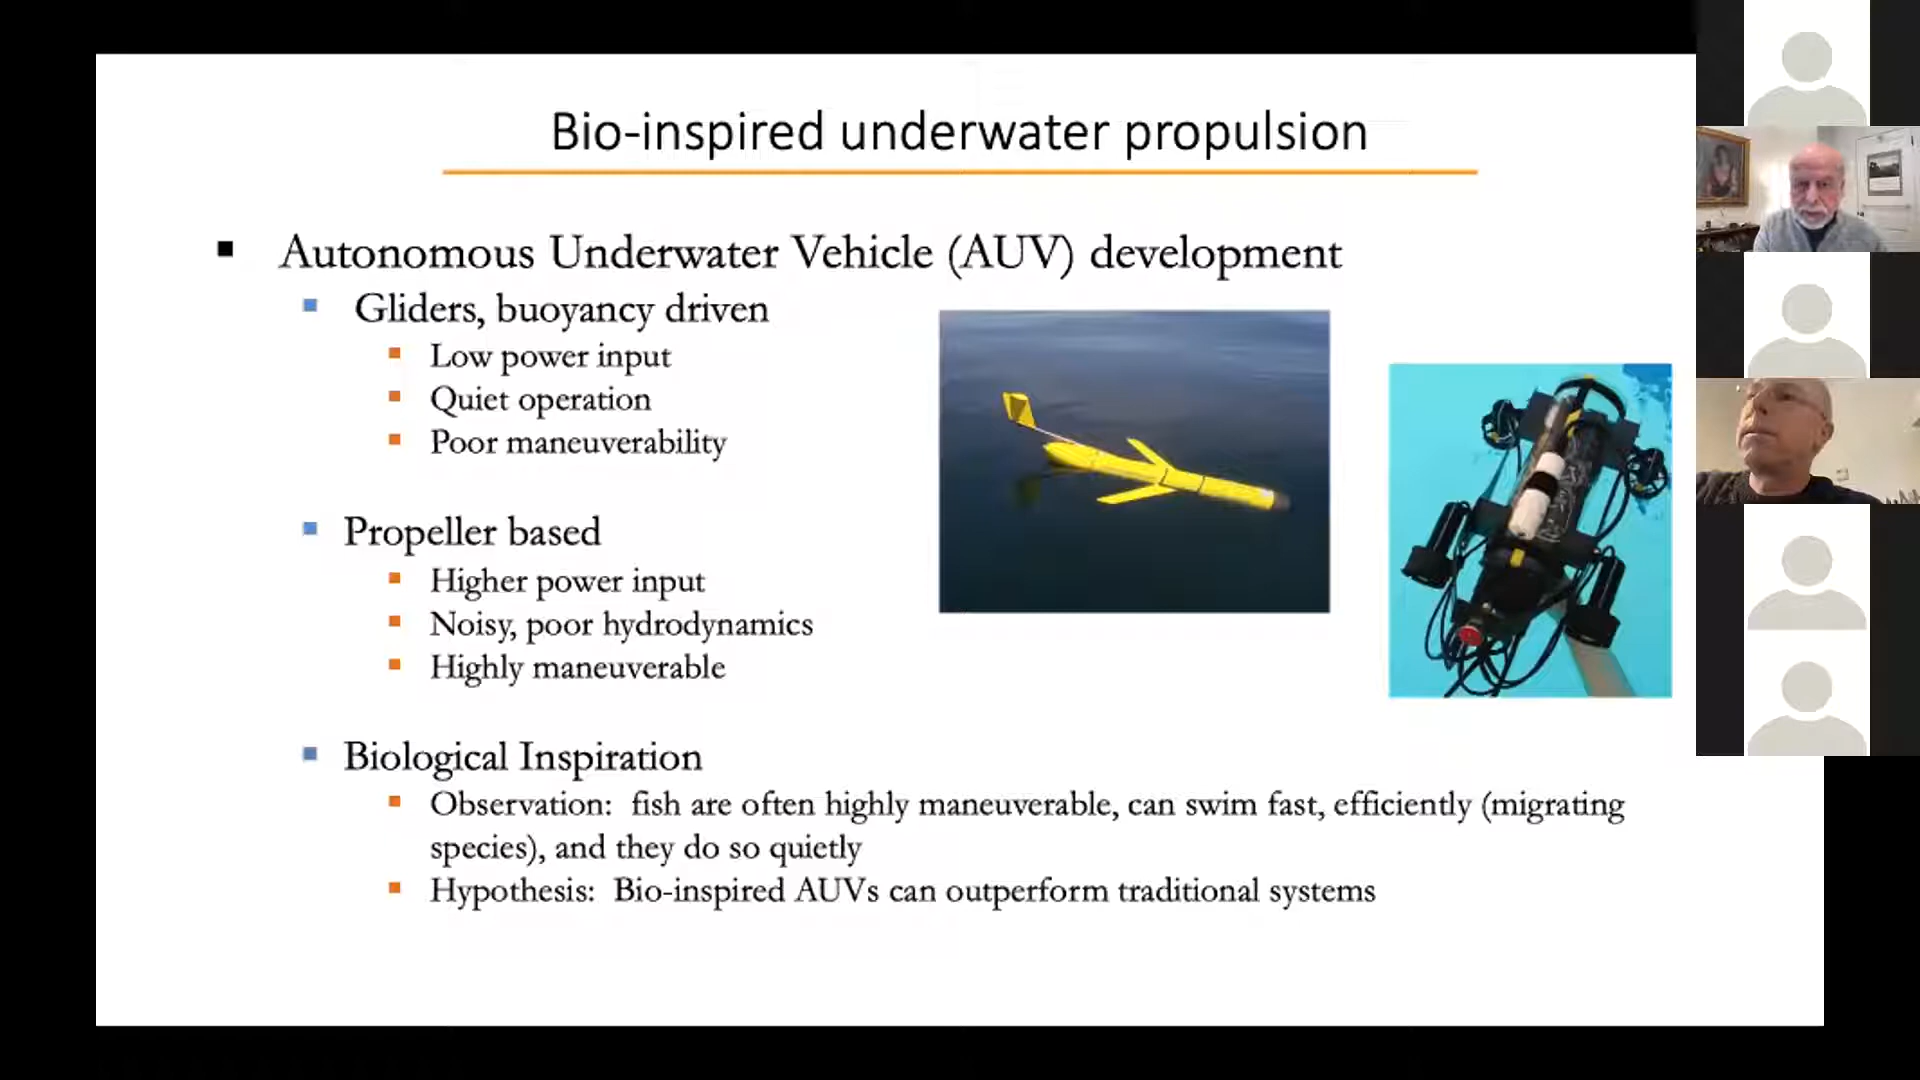 Bio-inspired underwater propulsion
Autonomous Underwater Vehicle (AUV) development
Gliders, buoyancy driven
Low power input
Quiet operation
Poor maneuverability
Propeller based
Higher power input
Noisy, poor hydrodynamics
Highly maneuverable
Biological Inspiration
Observation: fish are often highly maneuverable, can swim fast, efficiently (migrating
species), and they do so quietly
Hypothesis: Bio-inspired AUVs can outperform traditional systems